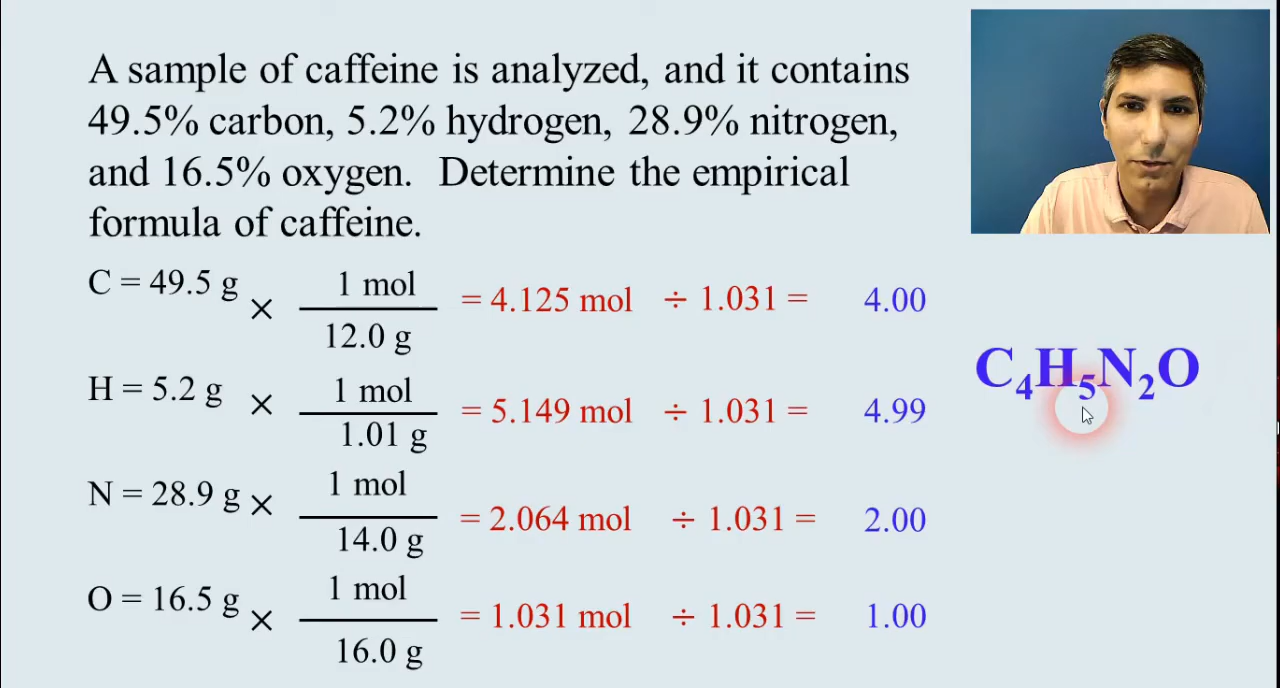 A sample of caffeine is analyzed, and it contains
49.5% carbon, 5.2% hydrogen, 28.9% nitrogen,
and 16.5% oxygen. Determine the empirical
formula of caffeine.
C = 49.5 g × 1 mol / 12.0 g = 4.125 mol ÷ 1.031 = 4.00
C₄H₅N₂O
H = 5.2 g × 1 mol / 1.01 g = 5.149 mol ÷ 1.031 = 4.99
N = 28.9 g × 1 mol / 14.0 g = 2.064 mol ÷ 1.031 = 2.00
O = 16.5 g × 1 mol / 16.0 g = 1.031 mol ÷ 1.031 = 1.00